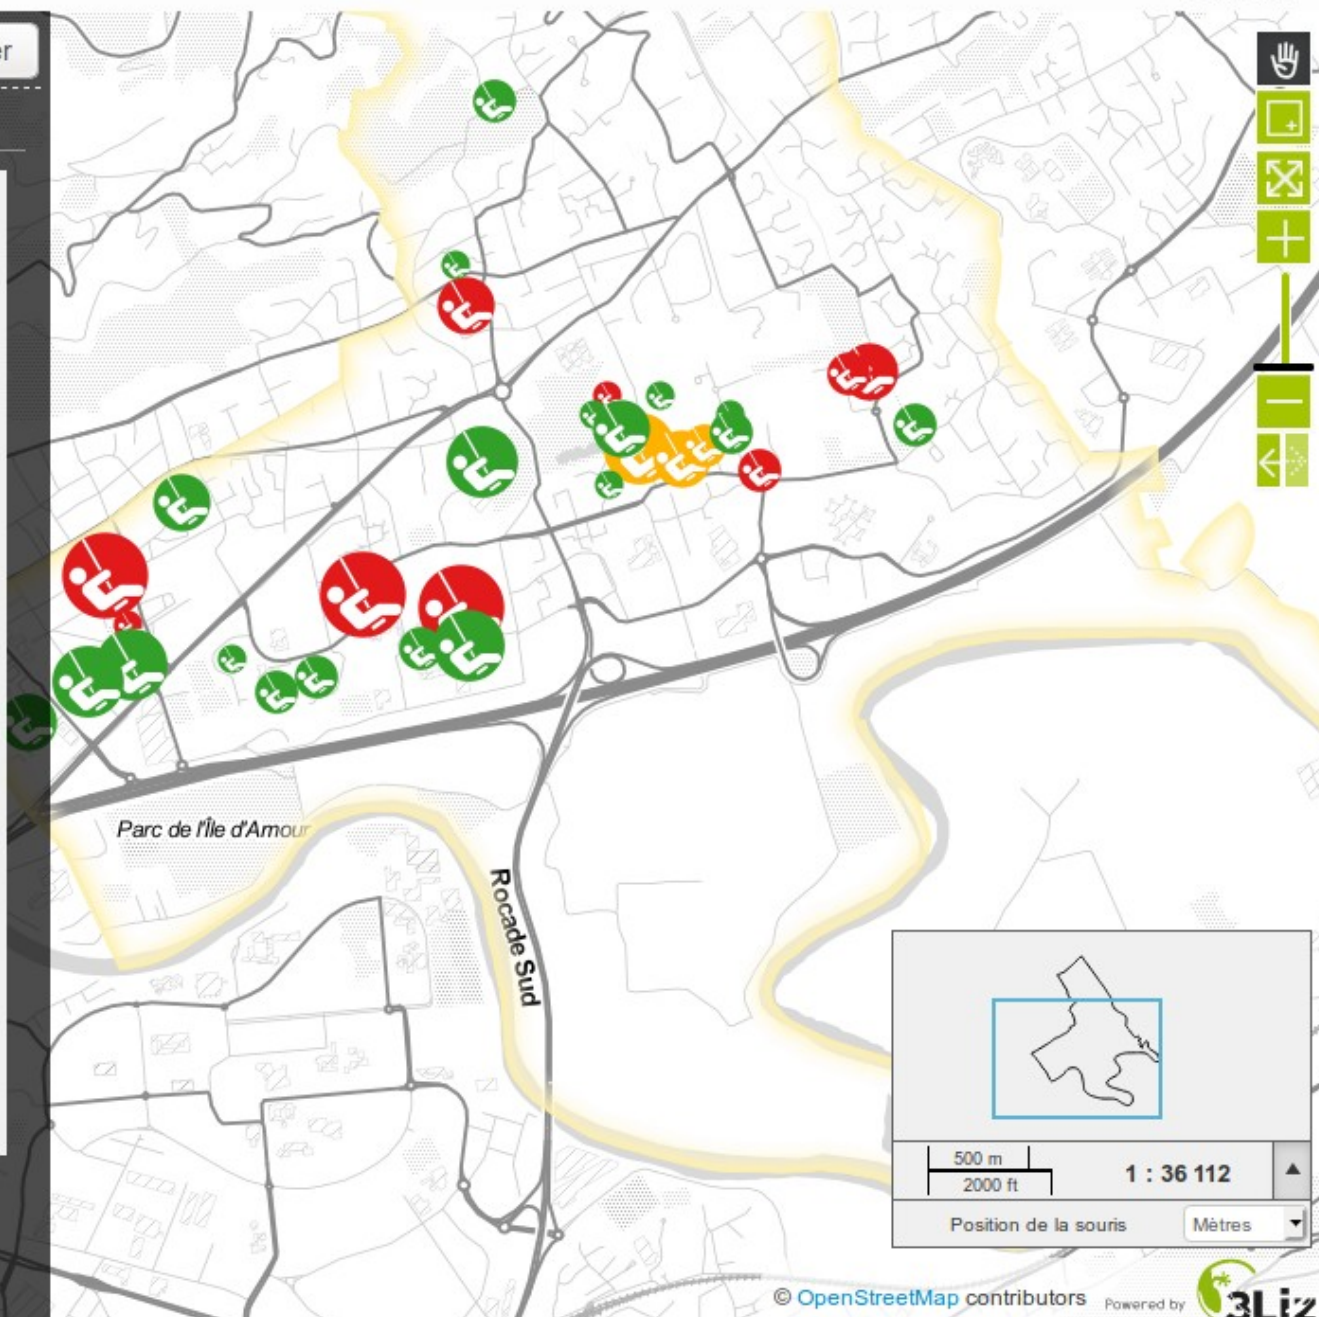 er
Parc de l'Île d'Amour
Rocade Sud
500 m
2000 ft
1 : 36 112
Position de la souris
Mètres
© OpenStreetMap contributors
Powered by
3Liz